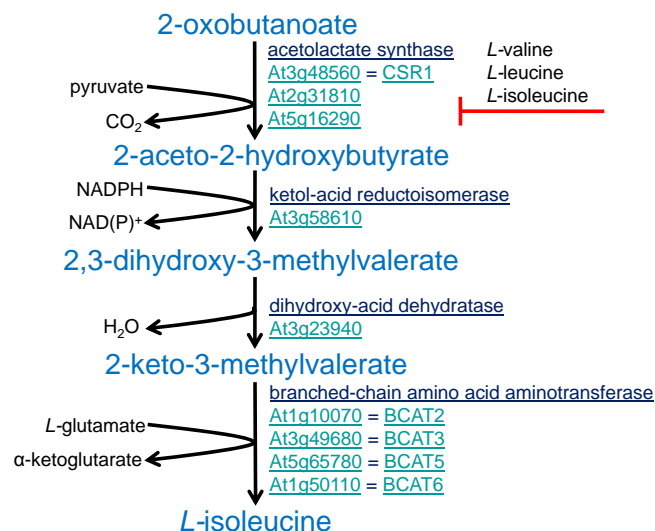 2-oxobutanoate
acetolactate synthase
At3g48560 = CSR1
At2g31810
At5g16290
L-valine
L-leucine
L-isoleucine
pyruvate
CO₂
2-aceto-2-hydroxybutyrate
NADPH
NAD(P)⁺
ketol-acid reductoisomerase
At3g58610
2,3-dihydroxy-3-methylvalerate
H₂O
dihydroxy-acid dehydratase
At3g23940
2-keto-3-methylvalerate
branched-chain amino acid aminotransferase
At1g10070 = BCAT2
At3g49680 = BCAT3
At5g65780 = BCAT5
At1g50110 = BCAT6
L-glutamate
α-ketoglutarate
L-isoleucine